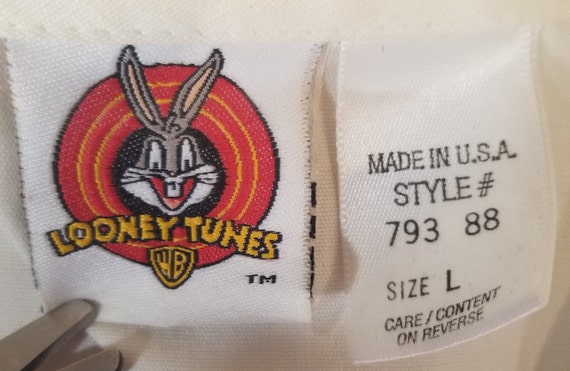 LOONEY TUNES
WB
TM
MADE IN U.S.A.
STYLE#
793 88
SIZE L
CARE/CONTENT
ON REVERSE